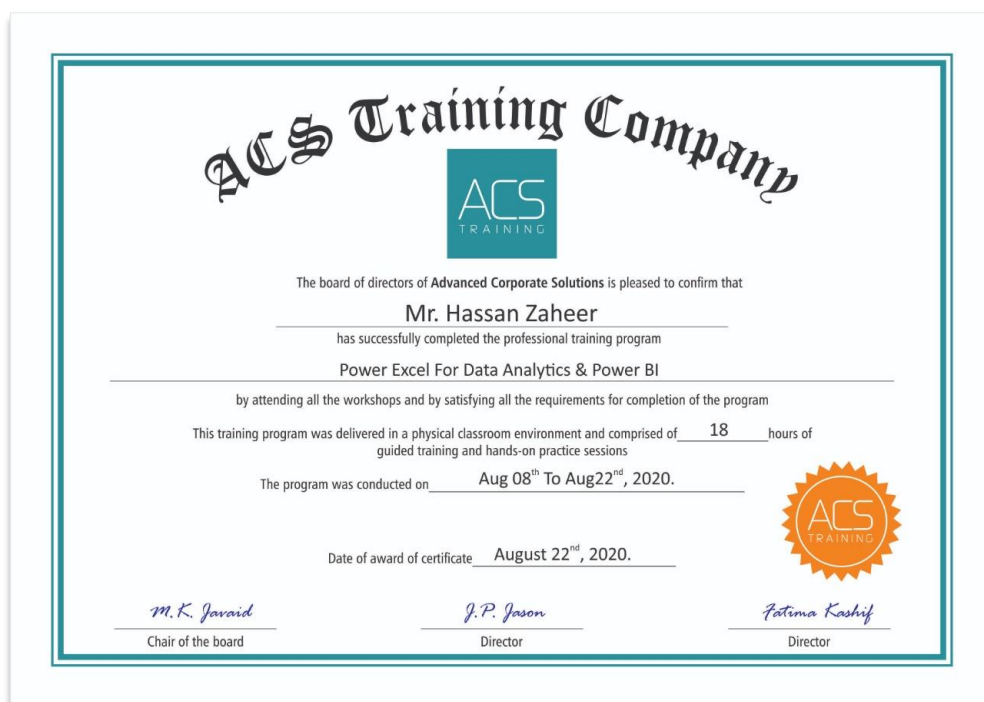 ACS Training Company
ACS
TRAINING
The board of directors of Advanced Corporate Solutions is pleased to confirm that
Mr. Hassan Zaheer
has successfully completed the professional training program
Power Excel For Data Analytics & Power BI
by attending all the workshops and by satisfying all the requirements for completion of the program
This training program was delivered in a physical classroom environment and comprised of 18 hours of
guided training and hands-on practice sessions
The program was conducted on Aug 08th To Aug22nd, 2020.
ACS
TRAINING
Date of award of certificate August 22nd, 2020.
M.K. Javaid J.P. Jason Fatima Kashif
Chair of the board Director Director